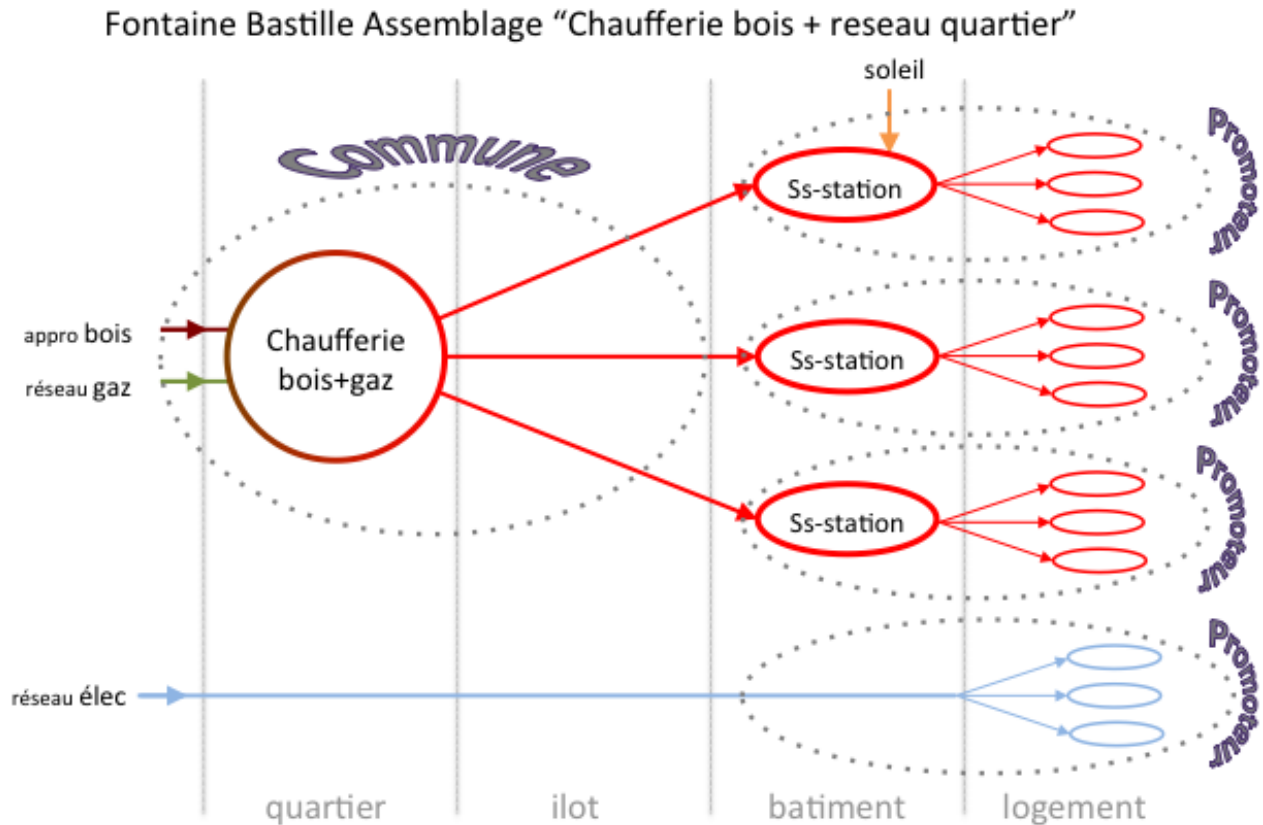 Fontaine Bastille Assemblage “Chaufferie bois + reseau quartier”
soleil
Commune
Promoteur
Ss-station
appro bois
réseau gaz
Chaufferie
bois+gaz
Ss-station
Promoteur
Ss-station
Promoteur
réseau élec
Promoteur
quartier
ilot
batiment
logement